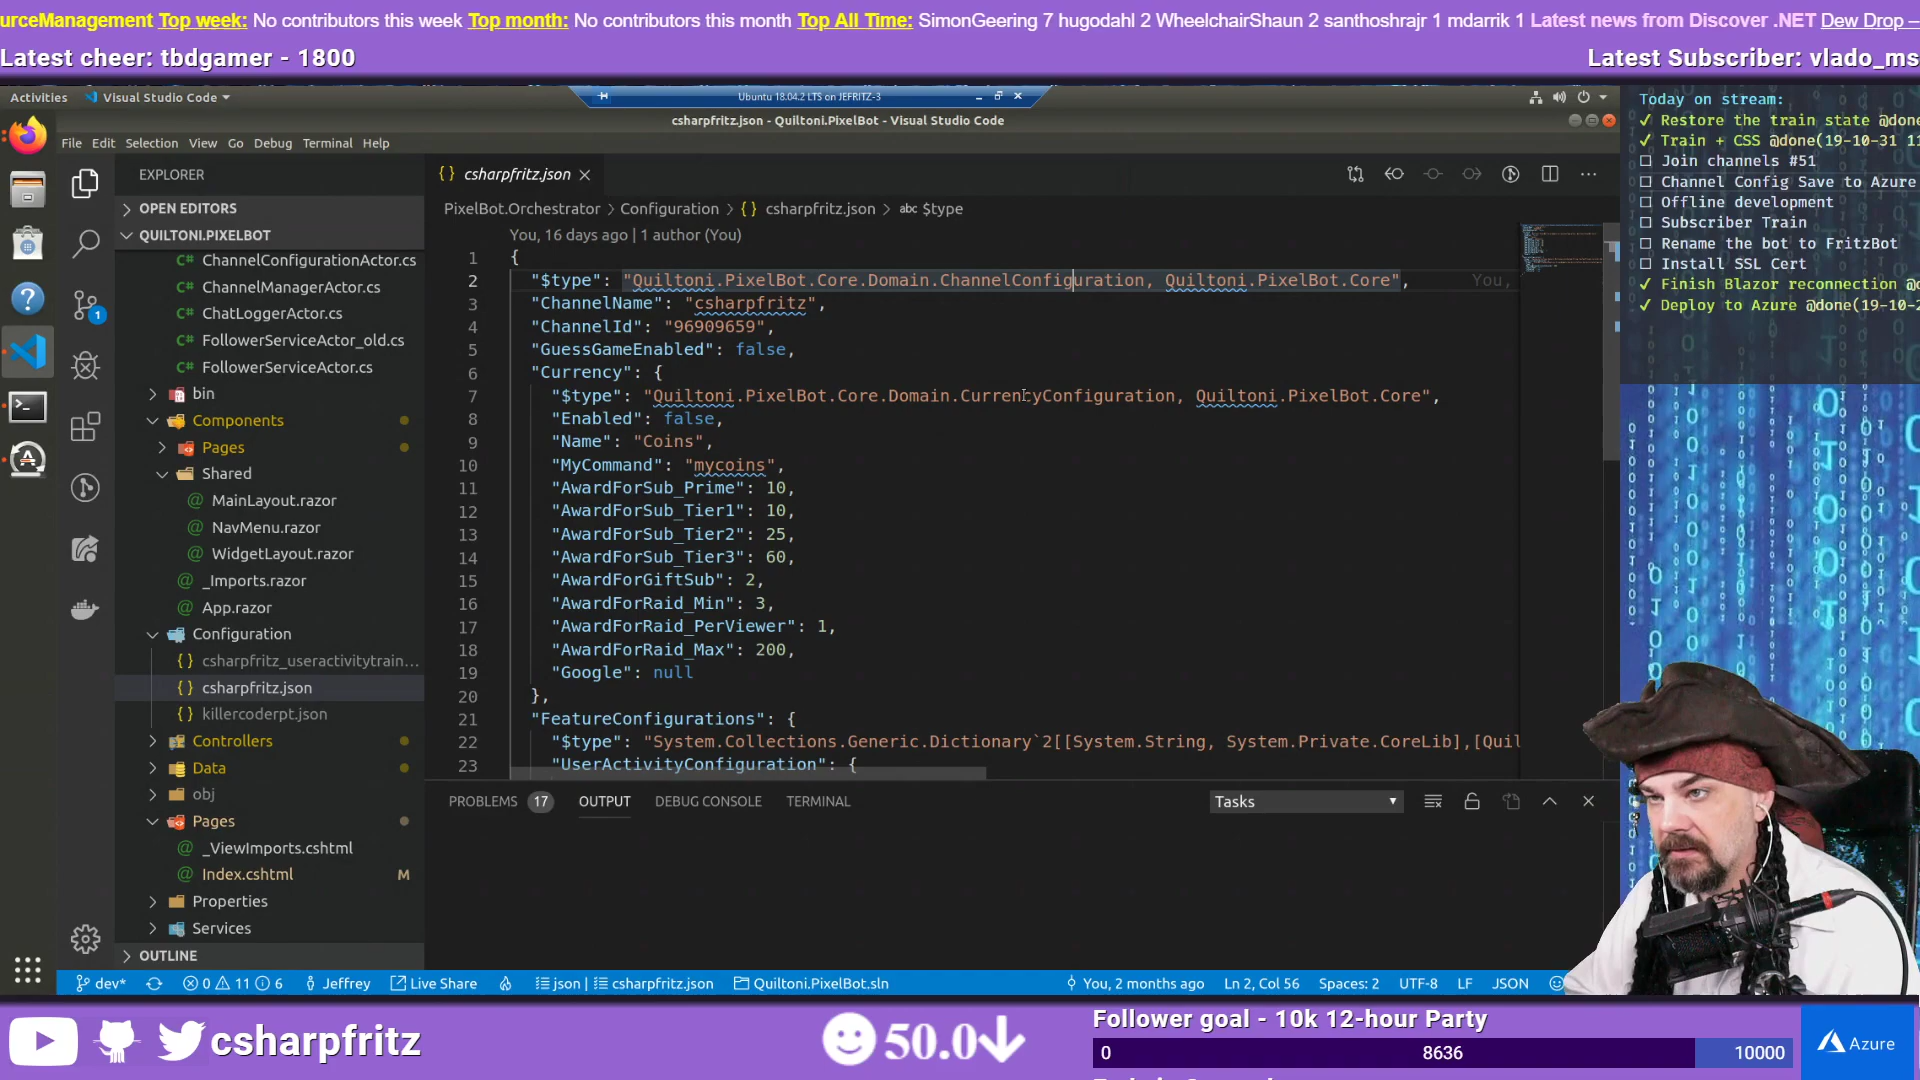 urceManagement Top week: No contributors this week Top month: No contributors this month Top All Time: SimonGeering 7 hugodahl 2 WheelchairShaun 2 santhoshrajr 1 mdarrik 1 Latest news from Discover .NET Dew Drop –
Latest cheer: tbdgamer - 1800
Latest Subscriber: vlado_ms
Activities Visual Studio Code
Ubuntu 18.04.2 LTS on JEFRITZ-3
csharpfritz.json - Quiltoni.PixelBot - Visual Studio Code
File Edit Selection View Go Debug Terminal Help
EXPLORER
OPEN EDITORS
QUILTONI.PIXELBOT
C# ChannelConfigurationActor.cs
C# ChannelManagerActor.cs
C# ChatLoggerActor.cs
C# FollowerServiceActor_old.cs
C# FollowerServiceActor.cs
bin
Components
Pages
Shared
MainLayout.razor
NavMenu.razor
WidgetLayout.razor
_Imports.razor
App.razor
Configuration
{} csharpfritz_useractivitytrain...
{} csharpfritz.json
{} killercoderpt.json
Controllers
Data
obj
Pages
_ViewImports.cshtml
Index.cshtml M
Properties
Services
OUTLINE
1
{} csharpfritz.json
PixelBot.Orchestrator > Configuration > {} csharpfritz.json > abc $type
You, 16 days ago | 1 author (You)
1 {
2 "$type": "Quiltoni.PixelBot.Core.Domain.ChannelConfiguration, Quiltoni.PixelBot.Core", You,
3 "ChannelName": "csharpfritz",
4 "ChannelId": "96909659",
5 "GuessGameEnabled": false,
6 "Currency": {
7 "$type": "Quiltoni.PixelBot.Core.Domain.CurrencyConfiguration, Quiltoni.PixelBot.Core",
8 "Enabled": false,
9 "Name": "Coins",
10 "MyCommand": "mycoins",
11 "AwardForSub_Prime": 10,
12 "AwardForSub_Tier1": 10,
13 "AwardForSub_Tier2": 25,
14 "AwardForSub_Tier3": 60,
15 "AwardForGiftSub": 2,
16 "AwardForRaid_Min": 3,
17 "AwardForRaid_PerViewer": 1,
18 "AwardForRaid_Max": 200,
19 "Google": null
20 },
21 "FeatureConfigurations": {
22 "$type": "System.Collections.Generic.Dictionary`2[[System.String, System.Private.CoreLib],[Quil
23 "UserActivityConfiguration": {
PROBLEMS 17 OUTPUT DEBUG CONSOLE TERMINAL
Tasks
dev* 0 11 6 Jeffrey Live Share json | csharpfritz.json Quiltoni.PixelBot.sln You, 2 months ago Ln 2, Col 56 Spaces: 2 UTF-8 LF JSON
Today on stream:
✓ Restore the train state @done
✓ Train + CSS @done(19-10-31 11
☐ Join channels #51
☐ Channel Config Save to Azure
☐ Offline development
☐ Subscriber Train
☐ Rename the bot to FritzBot
☐ Install SSL Cert
✓ Finish Blazor reconnection @d
✓ Deploy to Azure @done(19-10-2
csharpfritz
50.0
Follower goal - 10k 12-hour Party
0 8636 10000
Azure